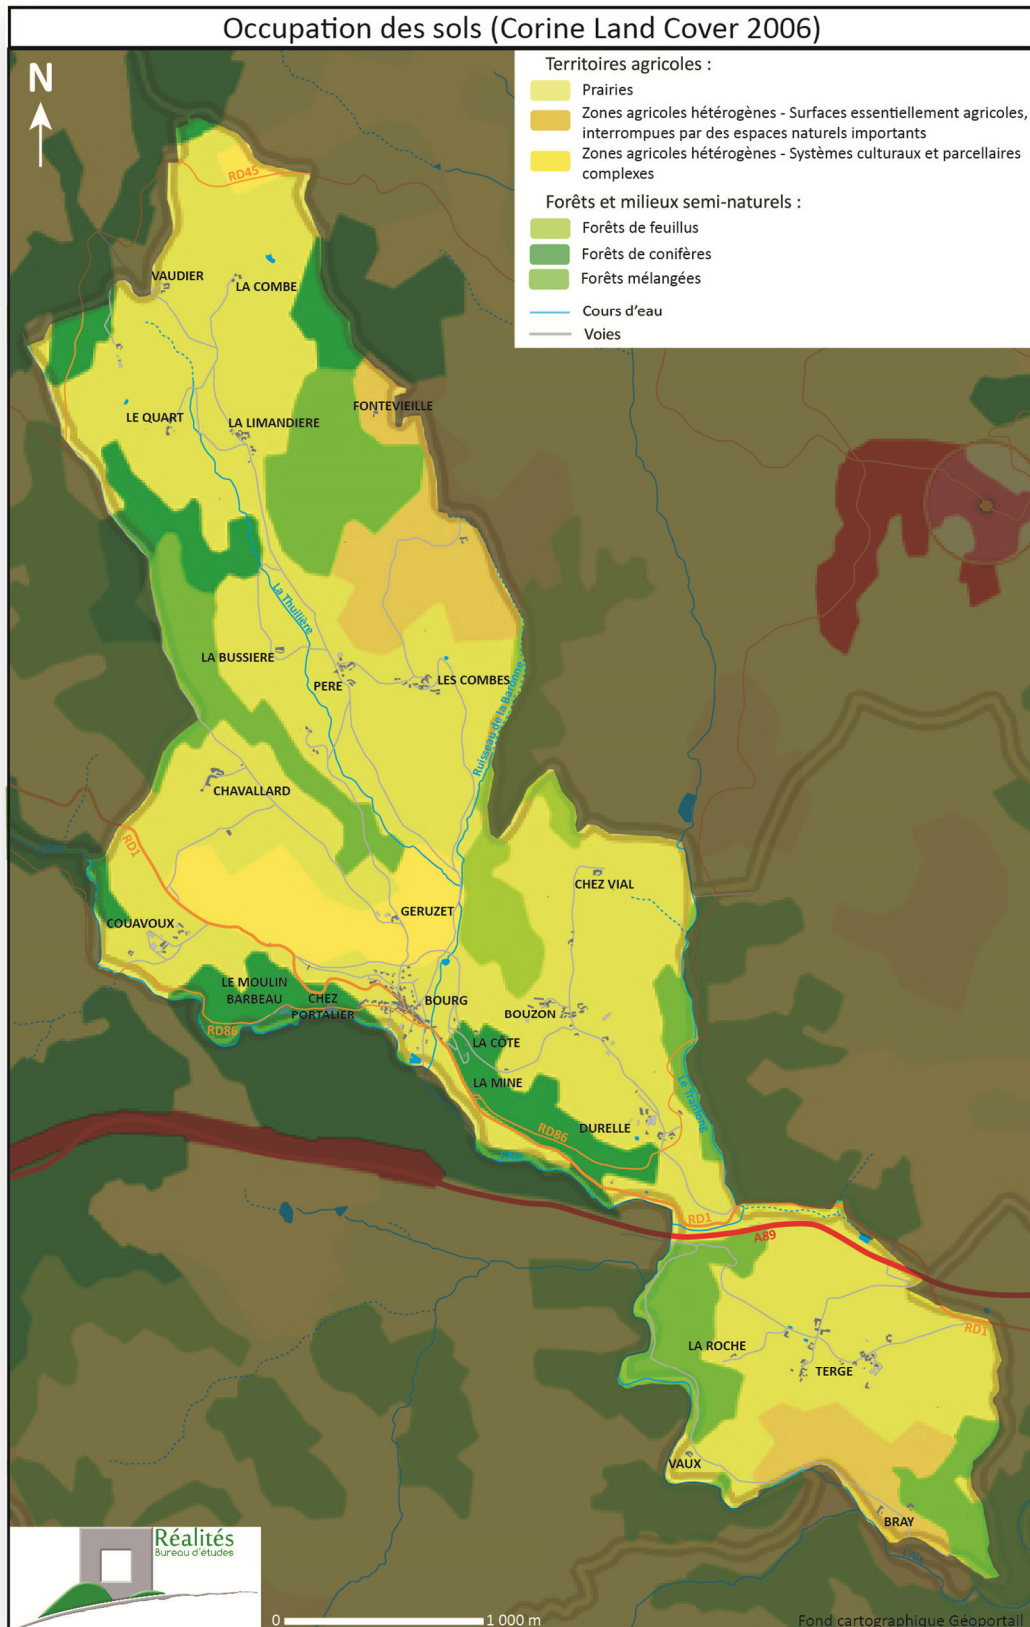 Occupation des sols (Corine Land Cover 2006)
N
Territoires agricoles :
Prairies
Zones agricoles hétérogènes - Surfaces essentiellement agricoles,
interrompues par des espaces naturels importants
Zones agricoles hétérogènes - Systèmes culturaux et parcellaires
complexes
Forêts et milieux semi-naturels :
Forêts de feuillus
Forêts de conifères
Forêts mélangées
Cours d'eau
Voies
RD45
VAUDIER
LA COMBE
FONTEVIEILLE
LE QUART
LA LIMANDIERE
La Thuilière
LA BUSSIERE
PERE
LES COMBES
Ruisseau de la Baronne
CHAVALLARD
RD1
CHEZ VIAL
GERUZET
COUAVOUX
LE MOULIN
BARBEAU
CHEZ
PORTALIER
BOURG
BOUZON
RD86
LA CÔTE
LA MINE
Le Tranlong
DURELLE
RD86
RD1
A89
RD1
LA ROCHE
TERGE
VAUX
BRAY
L'Aix
Réalités
Bureau d'études
0
1 000 m
Fond cartographique Géoportail